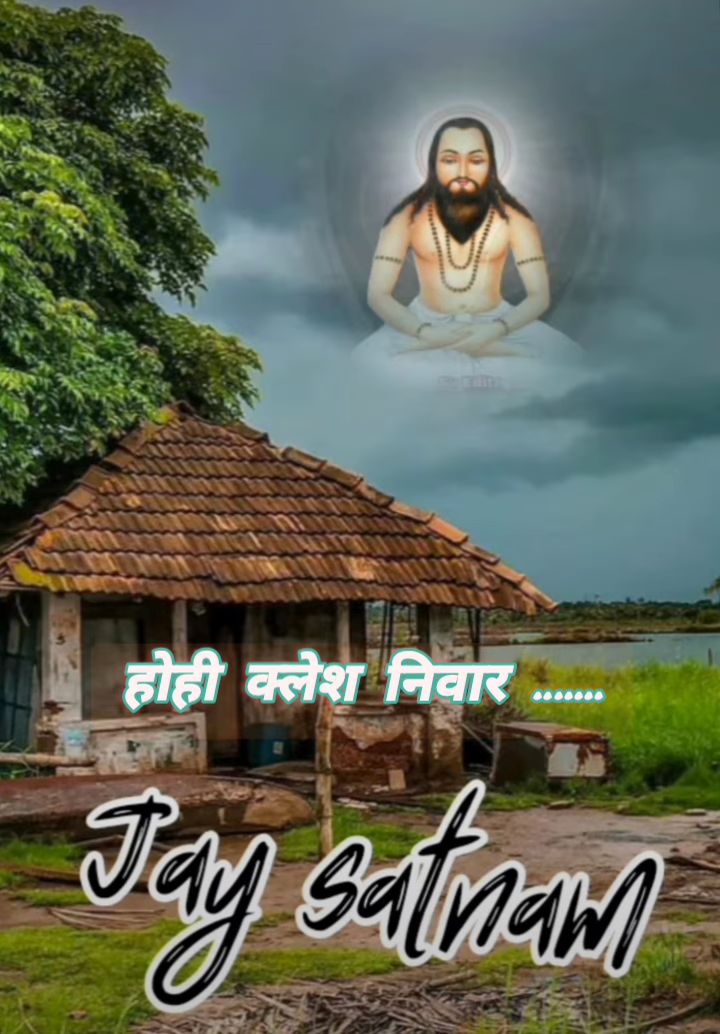 होही क्लेश निवार .......
Jay satnam